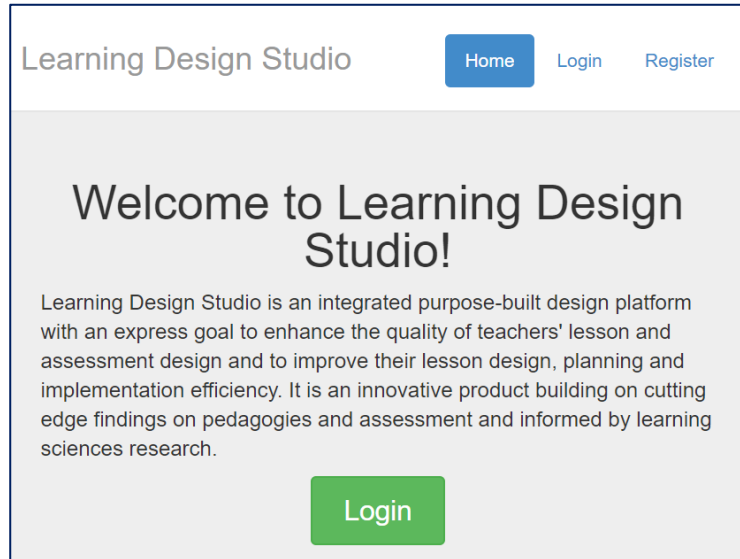 Learning Design Studio Home Login Register
Welcome to Learning Design
Studio!
Learning Design Studio is an integrated purpose-built design platform
with an express goal to enhance the quality of teachers' lesson and
assessment design and to improve their lesson design, planning and
implementation efficiency. It is an innovative product building on cutting
edge findings on pedagogies and assessment and informed by learning
sciences research.
Login